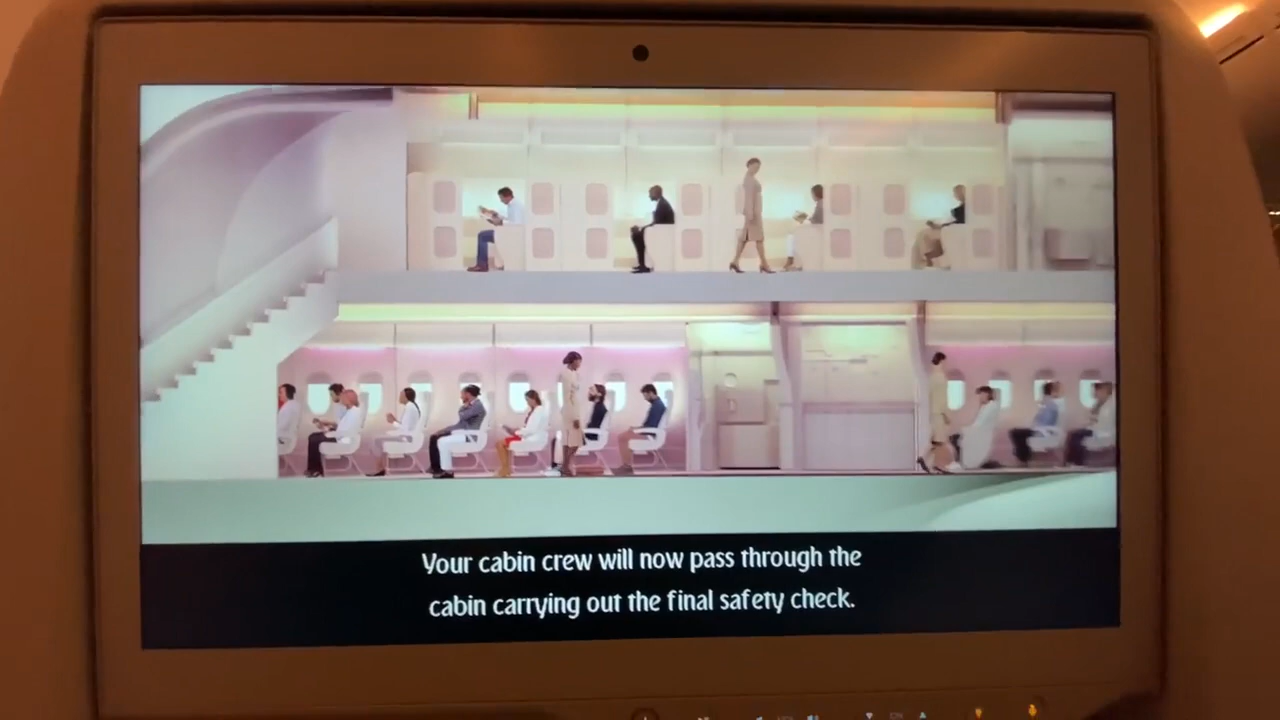 Your cabin crew will now pass through the
cabin carrying out the final safety check.